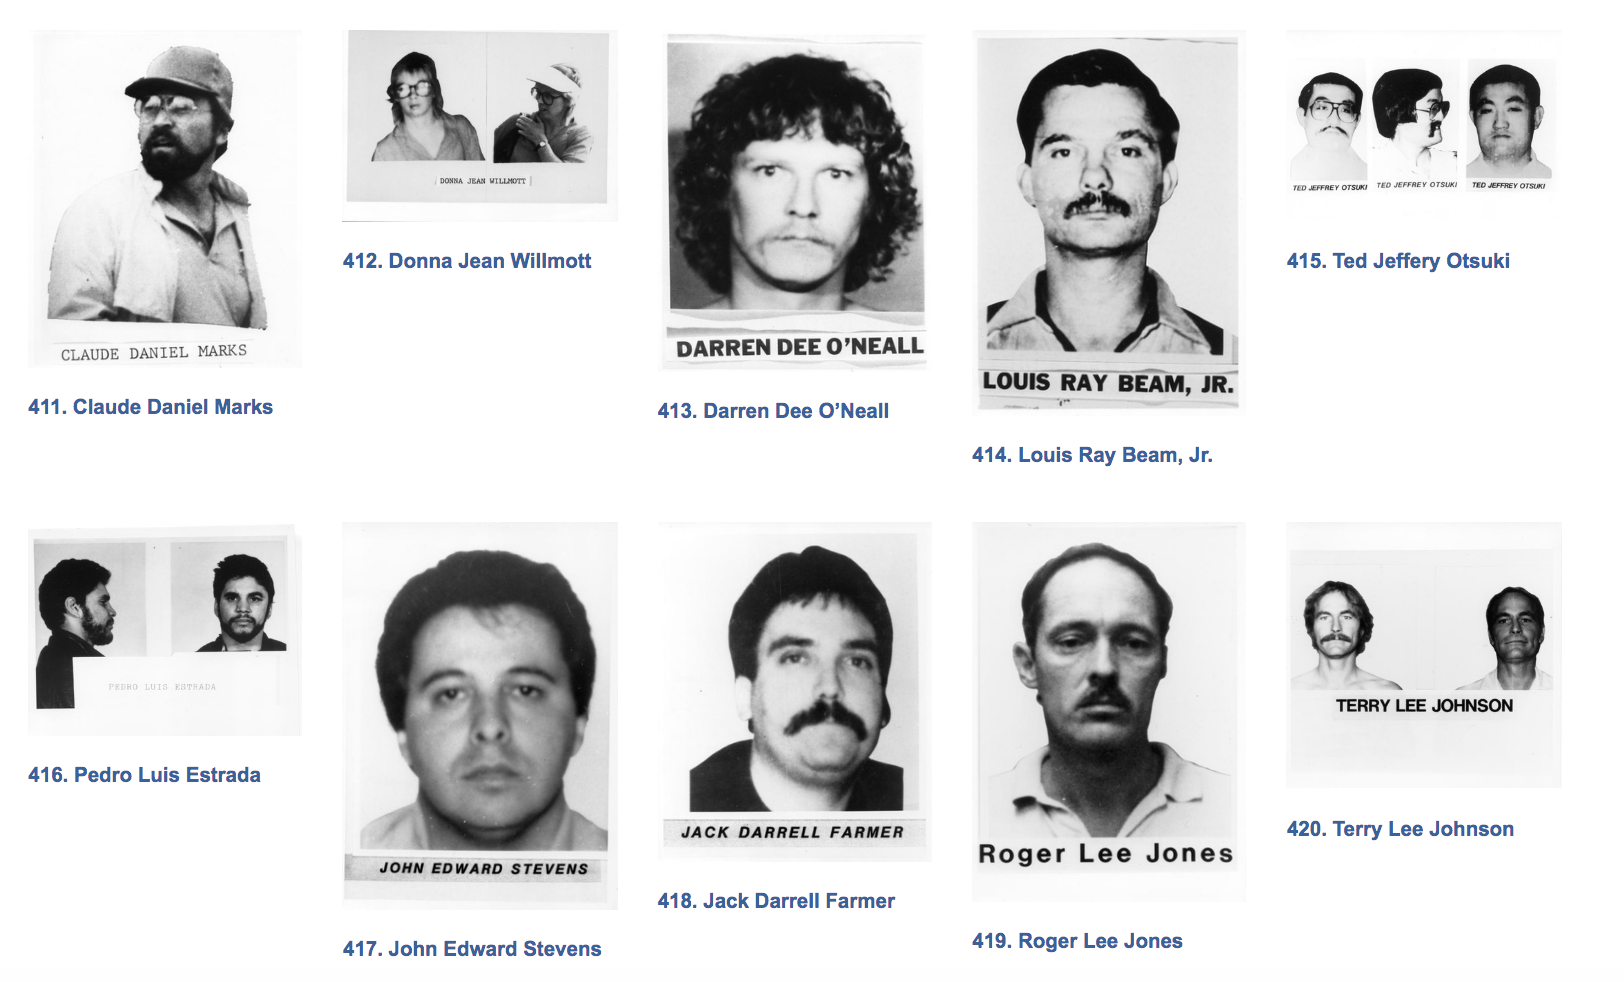 CLAUDE DANIEL MARKS
411. Claude Daniel Marks
DONNA JEAN WILLMOTT
412. Donna Jean Willmott
DARREN DEE O'NEALL
413. Darren Dee O’Neall
LOUIS RAY BEAM, JR.
414. Louis Ray Beam, Jr.
TED JEFFREY OTSUKI
TED JEFFREY OTSUKI
TED JEFFREY OTSUKI
415. Ted Jeffery Otsuki
PEDRO LUIS ESTRADA
416. Pedro Luis Estrada
JOHN EDWARD STEVENS
417. John Edward Stevens
JACK DARRELL FARMER
418. Jack Darrell Farmer
Roger Lee Jones
419. Roger Lee Jones
TERRY LEE JOHNSON
420. Terry Lee Johnson